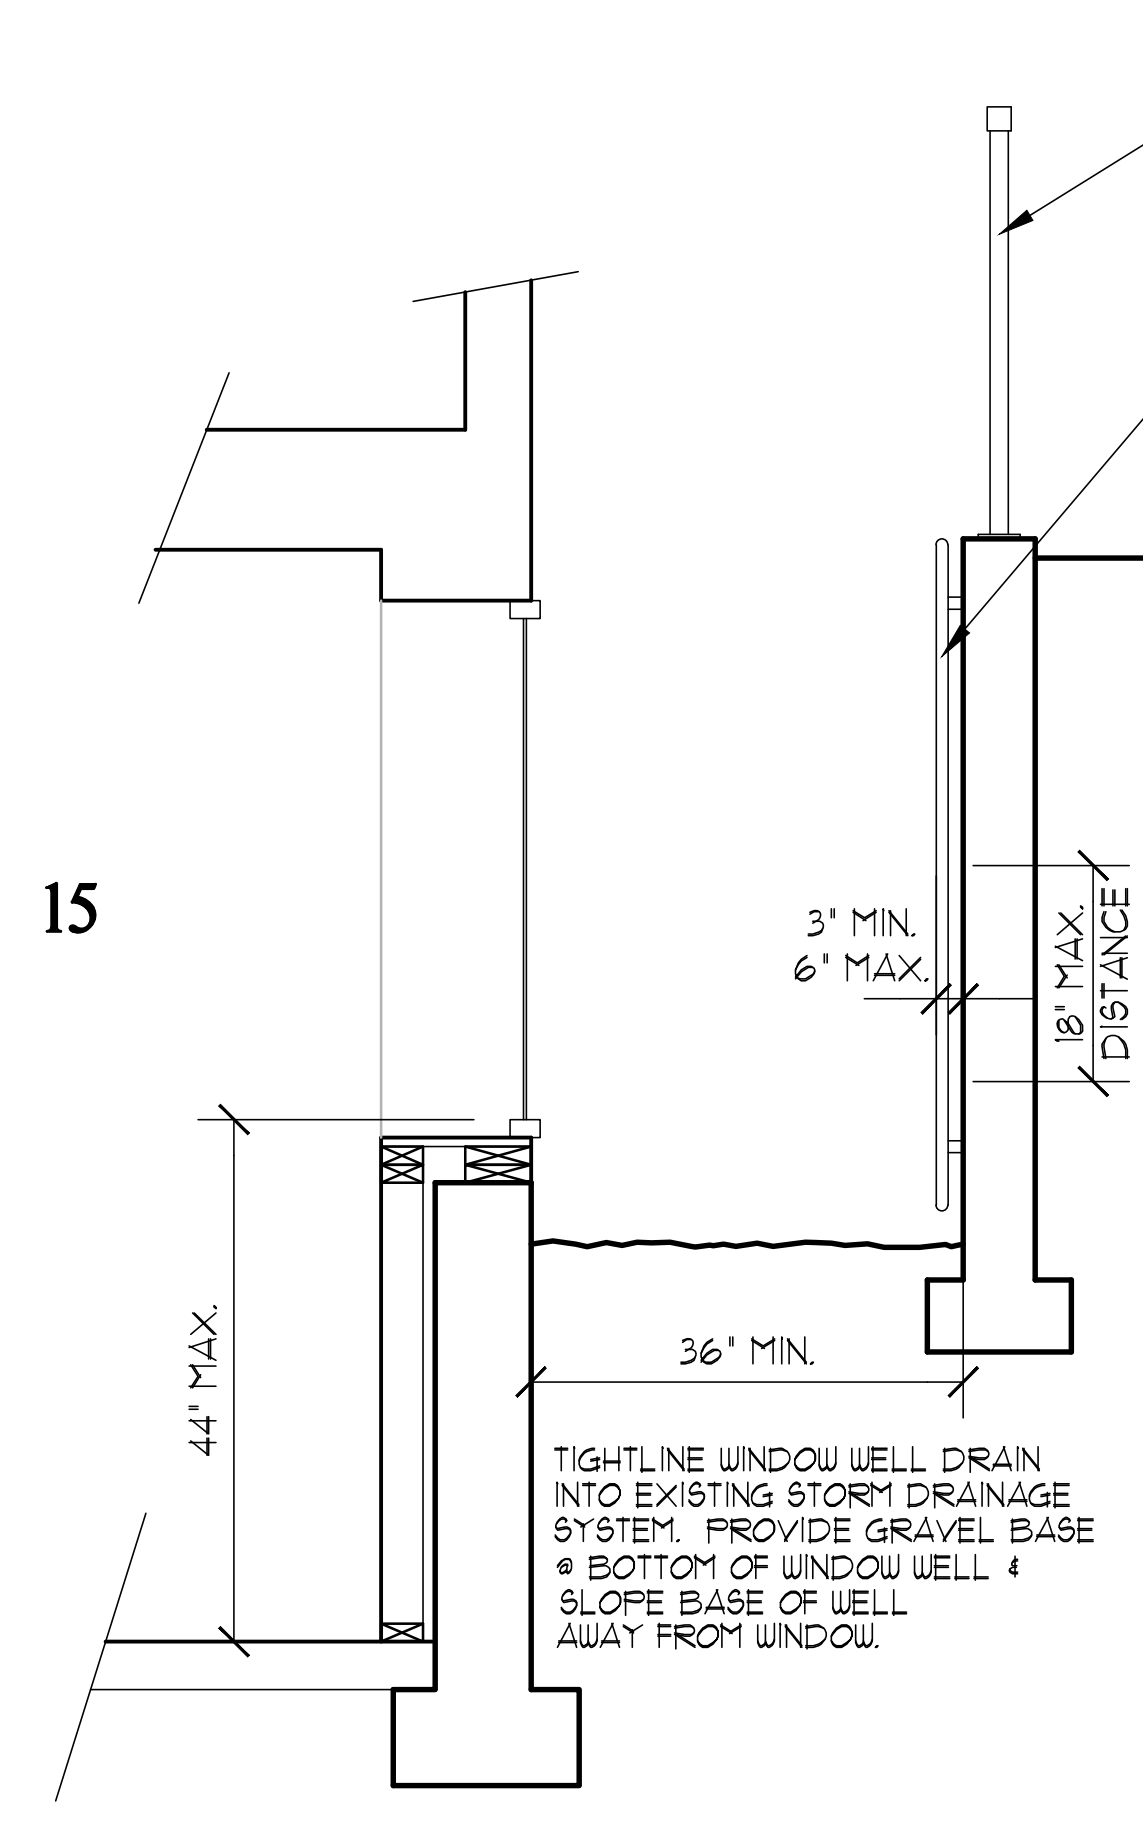 15
3" MIN.
6" MAX.
18" MAX.
DISTANCE
44" MAX.
36" MIN.
TIGHTLINE WINDOW WELL DRAIN
INTO EXISTING STORM DRAINAGE
SYSTEM. PROVIDE GRAVEL BASE
@ BOTTOM OF WINDOW WELL &
SLOPE BASE OF WELL
AWAY FROM WINDOW.